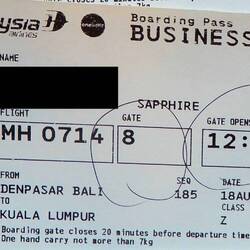 ysia
airlines
oneworld
Boarding Pass
BUSINESS
NAME
SAPPHIRE
FLIGHT GATE GATE OPENS
MH 0714 8 12:
FROM
DENPASAR BALI SEQ 18AU
TO 185 CLASS
KUALA LUMPUR Z
Boarding gate closes 20 minutes before departure time
One hand carry not more than 7kg